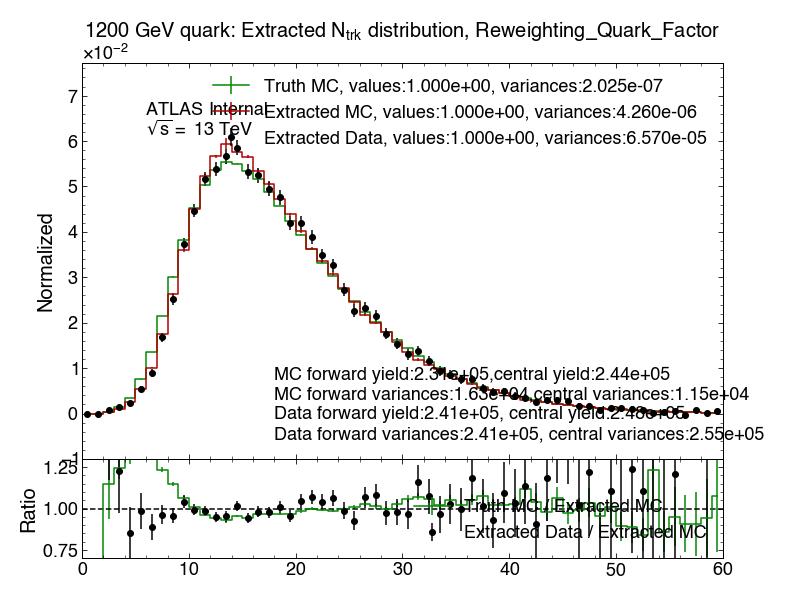 1200 GeV quark: Extracted Ntrk distribution, Reweighting_Quark_Factor
×10−2
Truth MC, values:1.000e+00, variances:2.025e-07
ATLAS Internal
Extracted MC, values:1.000e+00, variances:4.260e-06
√s = 13 TeV
Extracted Data, values:1.000e+00, variances:6.570e-05
7
6
5
4
3
2
1
0
Normalized
MC forward yield:2.31e+05,central yield:2.44e+05
MC forward variances:1.63e+04,central variances:1.15e+04
Data forward yield:2.41e+05, central yield:2.48e+05
Data forward variances:2.41e+05, central variances:2.55e+05
1.25
1.00
0.75
Ratio
Truth MC / Extracted MC
Extracted Data / Extracted MC
0 10 20 30 40 50 60